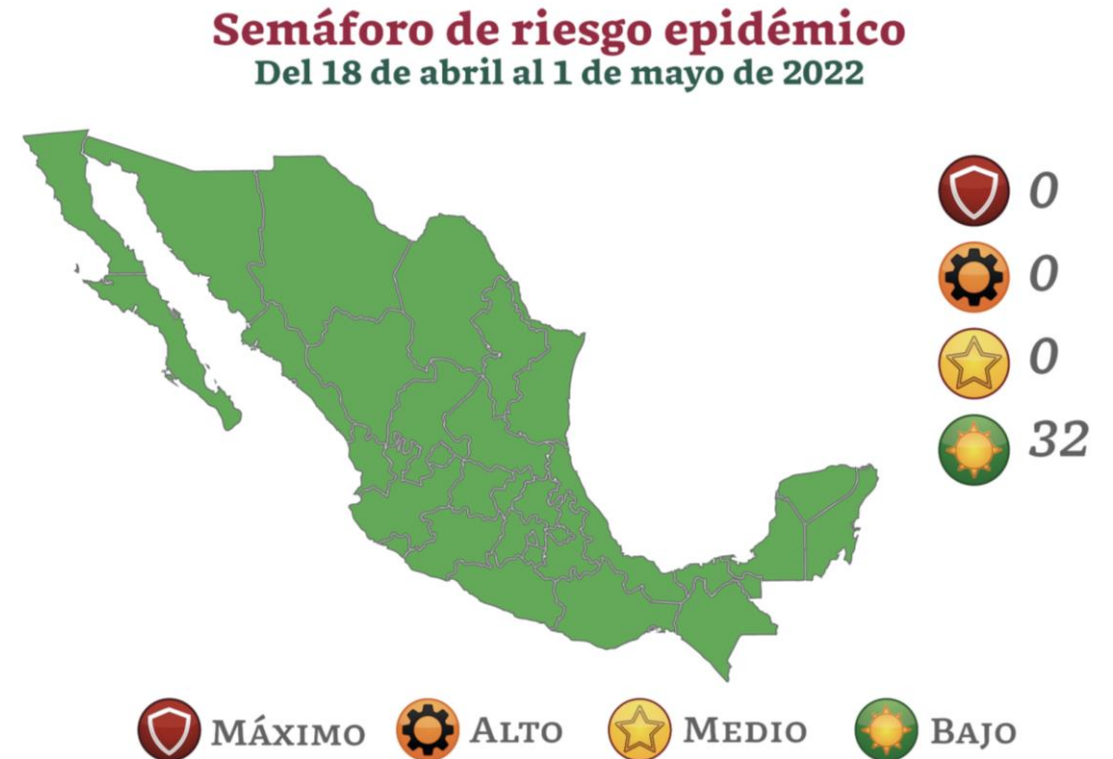 Semáforo de riesgo epidémico
Del 18 de abril al 1 de mayo de 2022
0
0
0
32
MÁXIMO
ALTO
MEDIO
BAJO